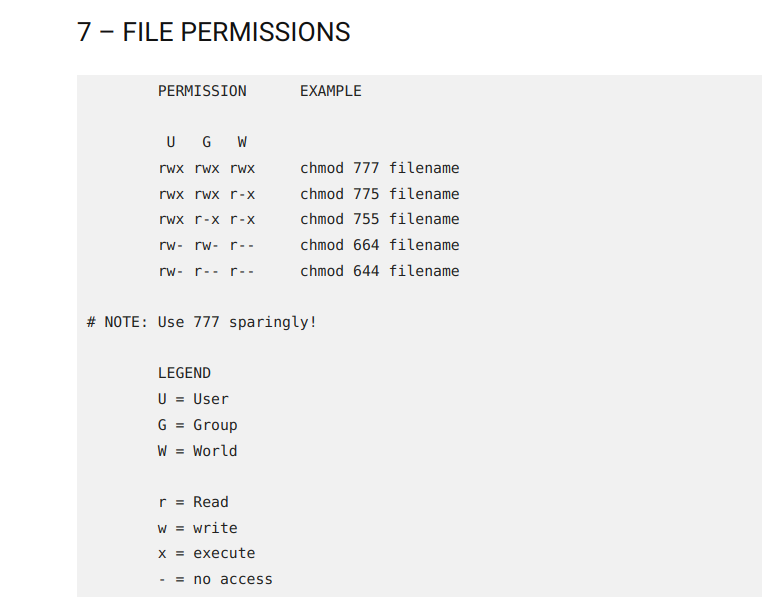 7 – FILE PERMISSIONS
PERMISSION EXAMPLE
U G W
rwx rwx rwx chmod 777 filename
rwx rwx r-x chmod 775 filename
rwx r-x r-x chmod 755 filename
rw- rw- r-- chmod 664 filename
rw- r-- r-- chmod 644 filename
# NOTE: Use 777 sparingly!
LEGEND
U = User
G = Group
W = World
r = Read
w = write
x = execute
- = no access